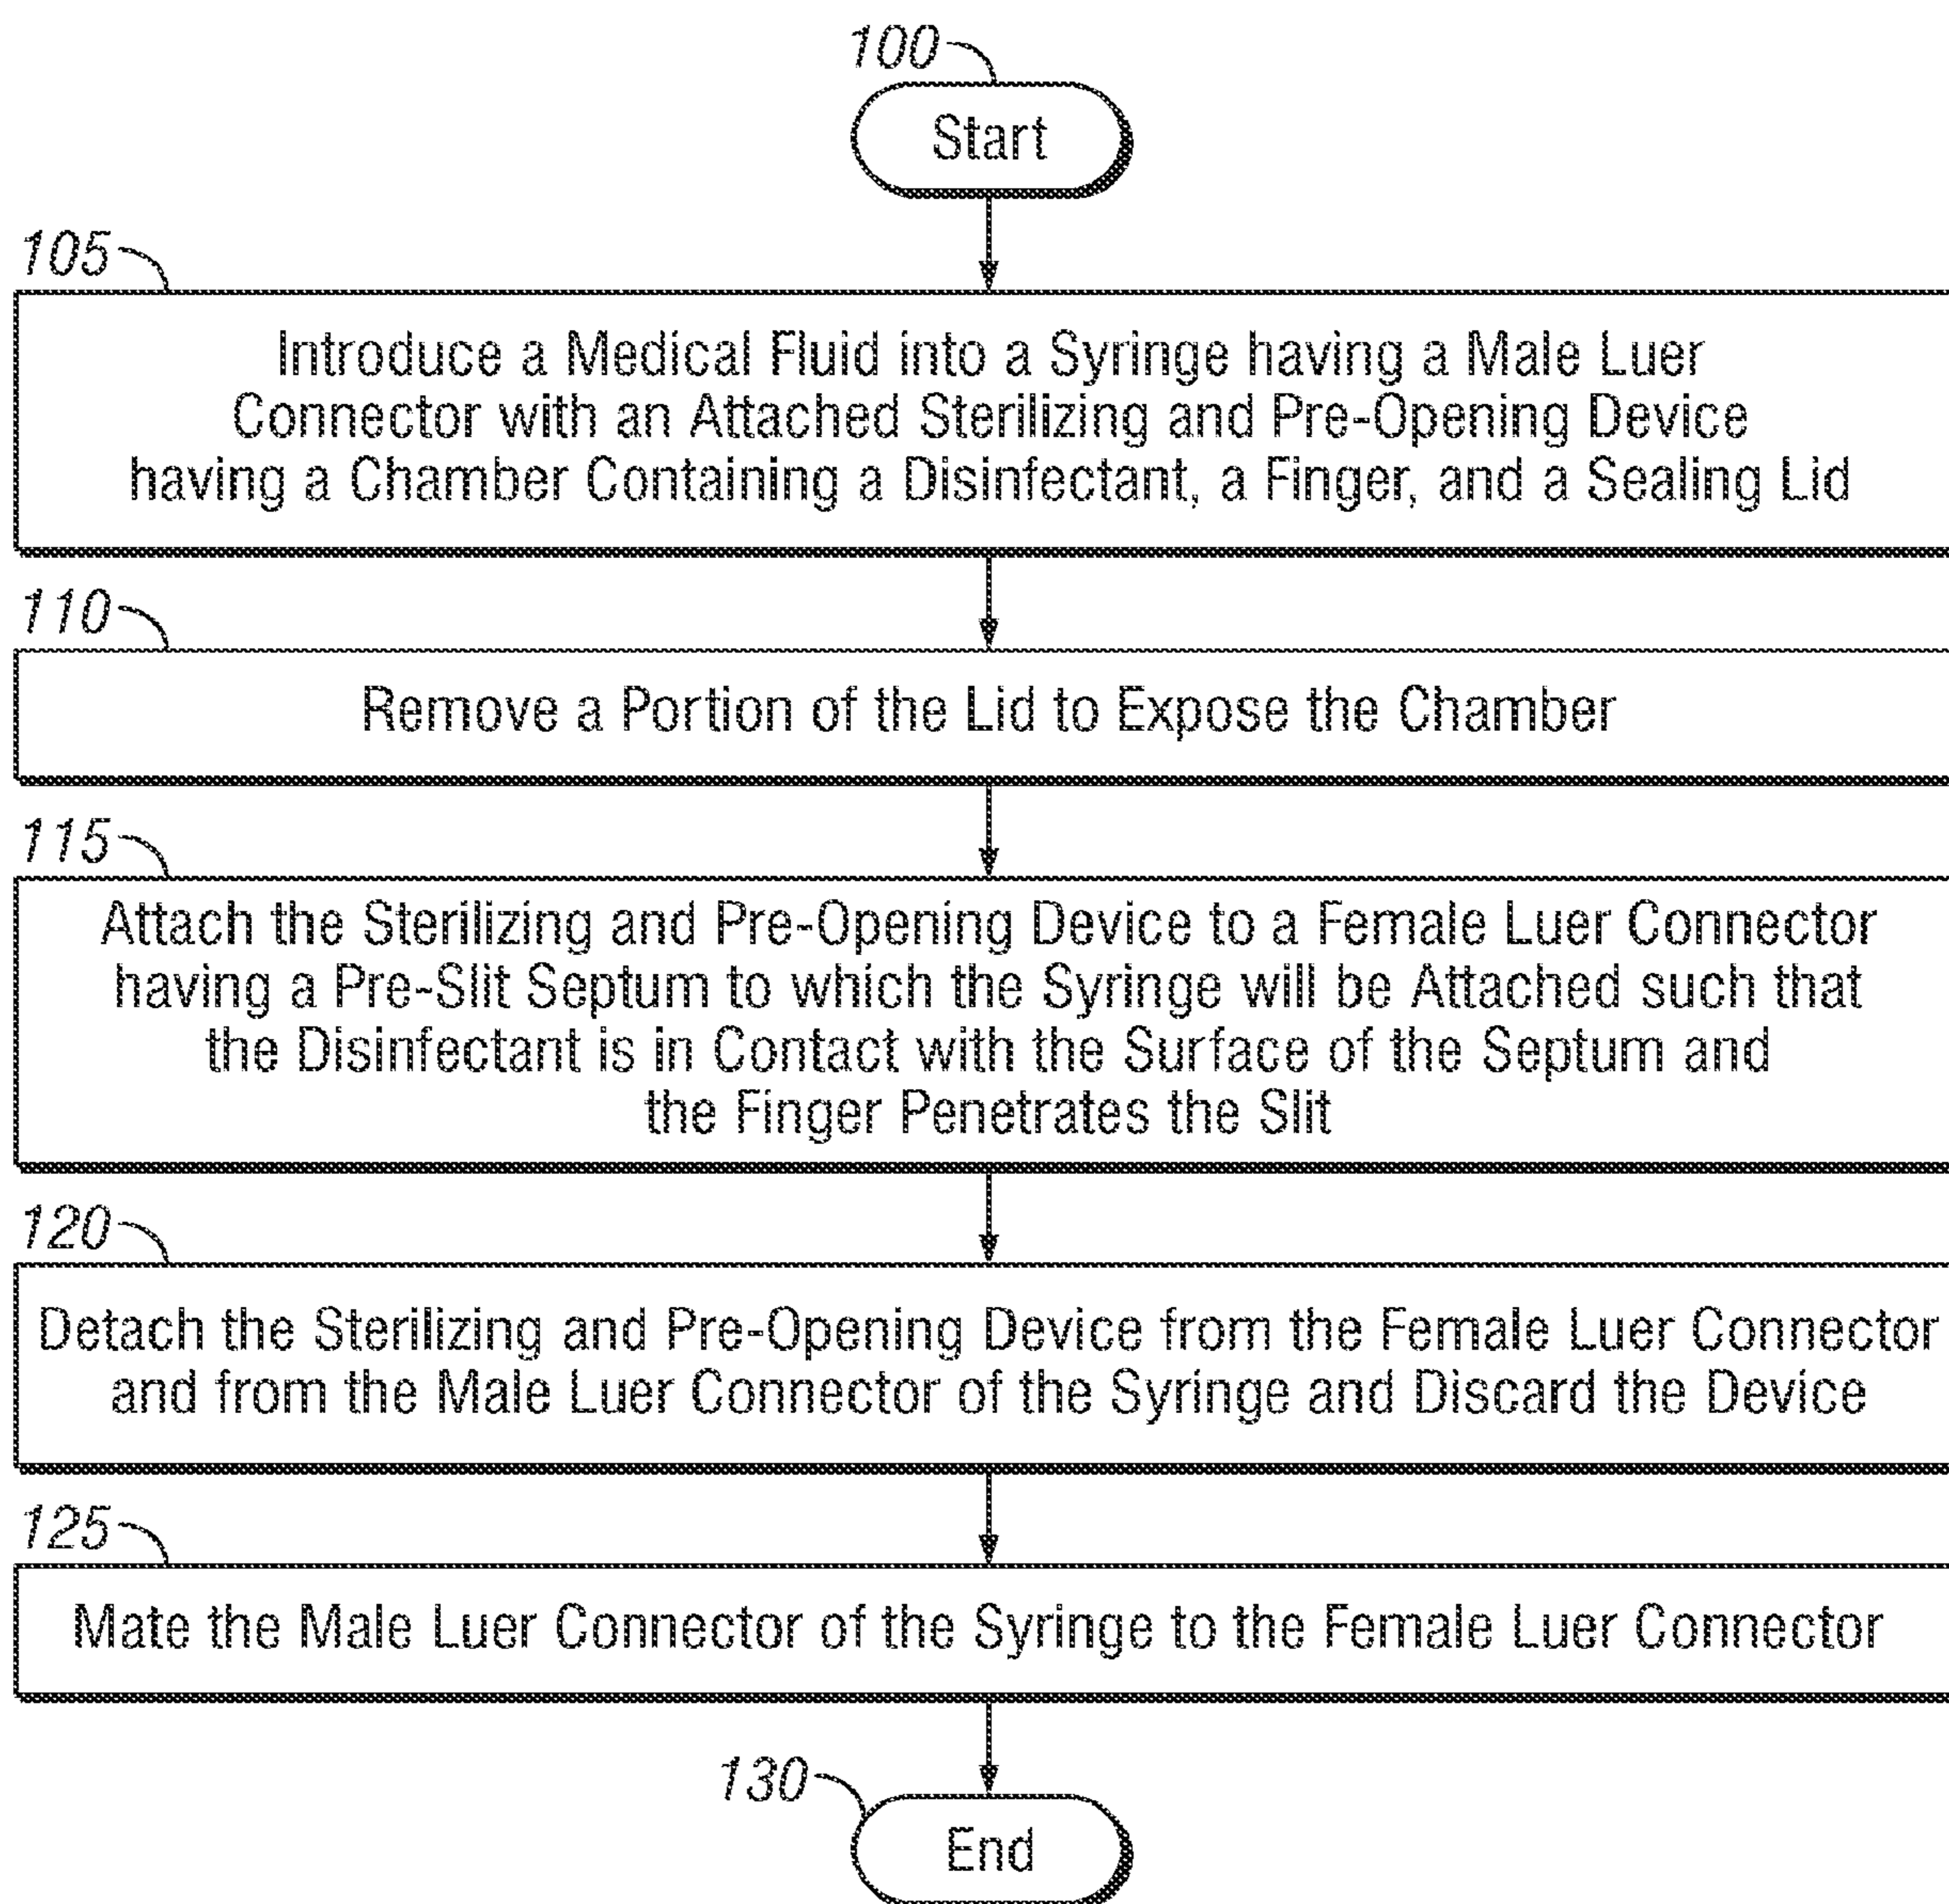 100
Start
105
Introduce a Medical Fluid into a Syringe having a Male Luer
Connector with an Attached Sterilizing and Pre-Opening Device
having a Chamber Containing a Disinfectant, a Finger, and a Sealing Lid
110
Remove a Portion of the Lid to Expose the Chamber
115
Attach the Sterilizing and Pre-Opening Device to a Female Luer Connector
having a Pre-Slit Septum to which the Syringe will be Attached such that
the Disinfectant is in Contact with the Surface of the Septum and
the Finger Penetrates the Slit
120
Detach the Sterilizing and Pre-Opening Device from the Female Luer Connector
and from the Male Luer Connector of the Syringe and Discard the Device
125
Mate the Male Luer Connector of the Syringe to the Female Luer Connector
130
End